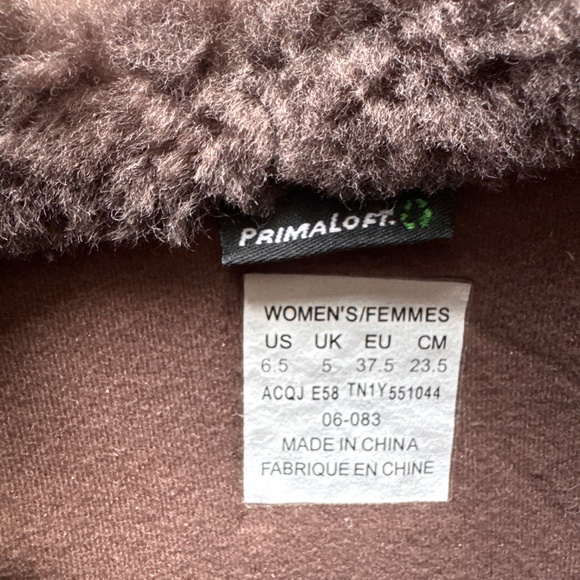 PRIMALOFT.
WOMEN'S/FEMMES
US UK EU CM
6.5 5 37.5 23.5
ACQJ E58 TN1Y551044
06-083
MADE IN CHINA
FABRIQUE EN CHINE